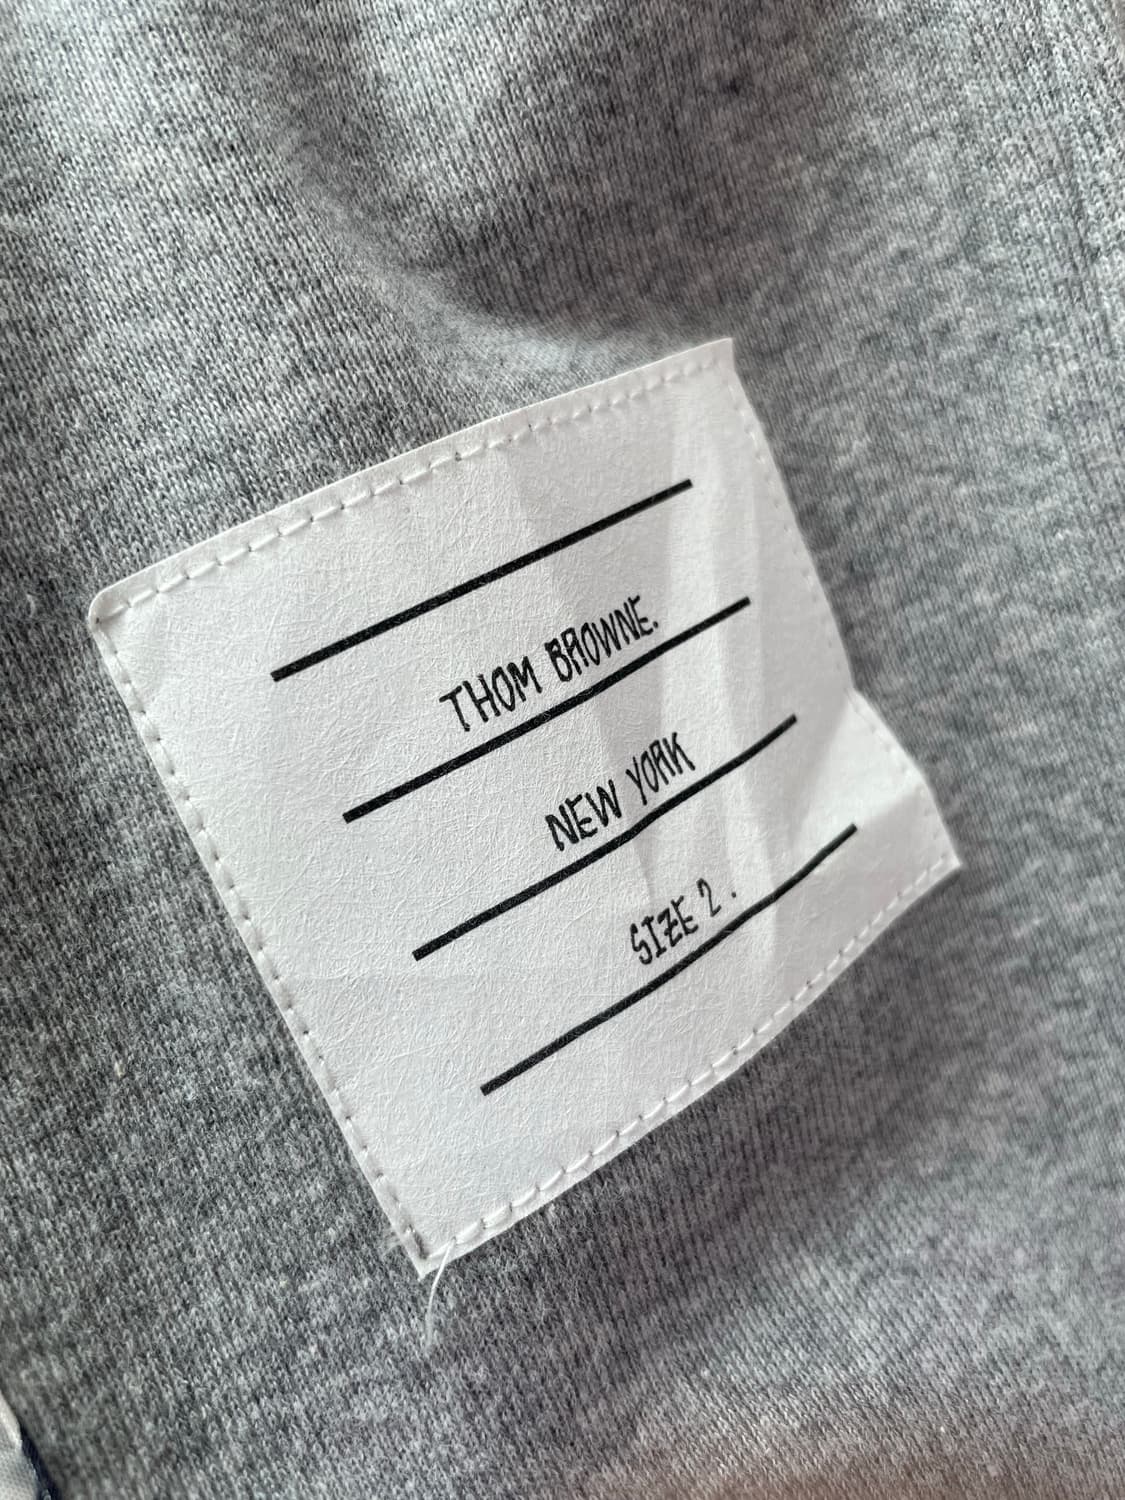 THOM BROWNE.
NEW YORK
SIZE 2 .